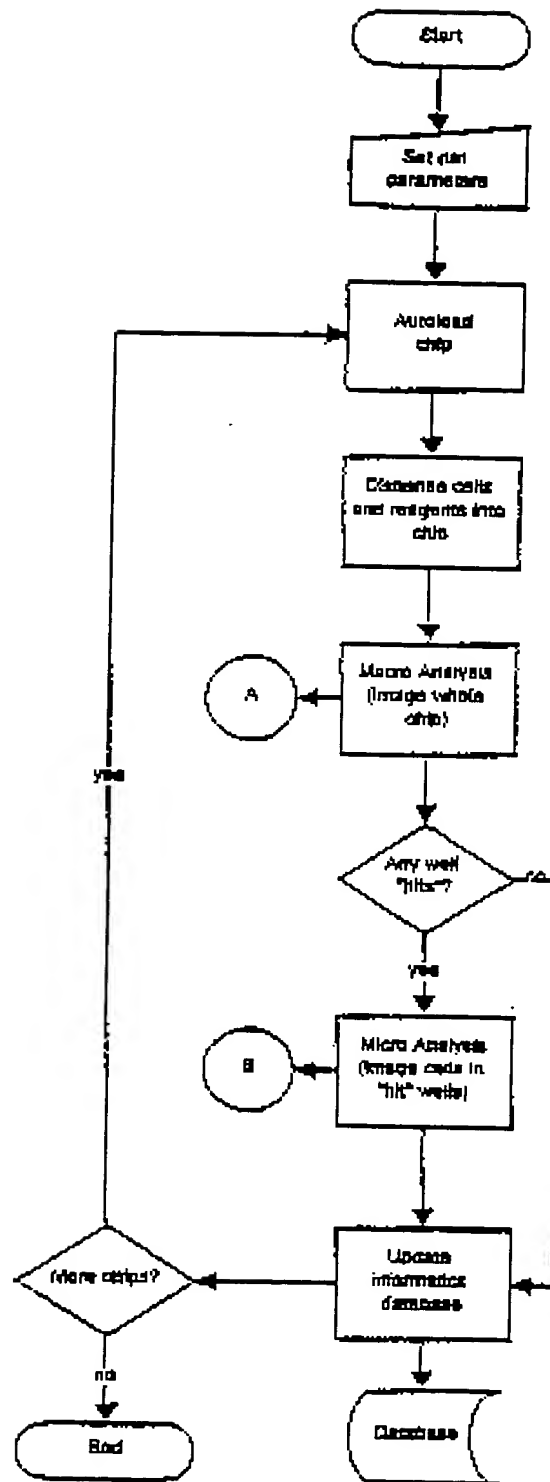 Start
Set run
parameters
Autoload
chip
Dispense cells
and reagents into
chip
Macro Analysis
(Image whole
chip)
A
yes
Any well
"hits"?
no
yes
Micro Analysis
(Image cells in
"hit" wells)
B
Update
informatics
database
More chips?
no
End
Database